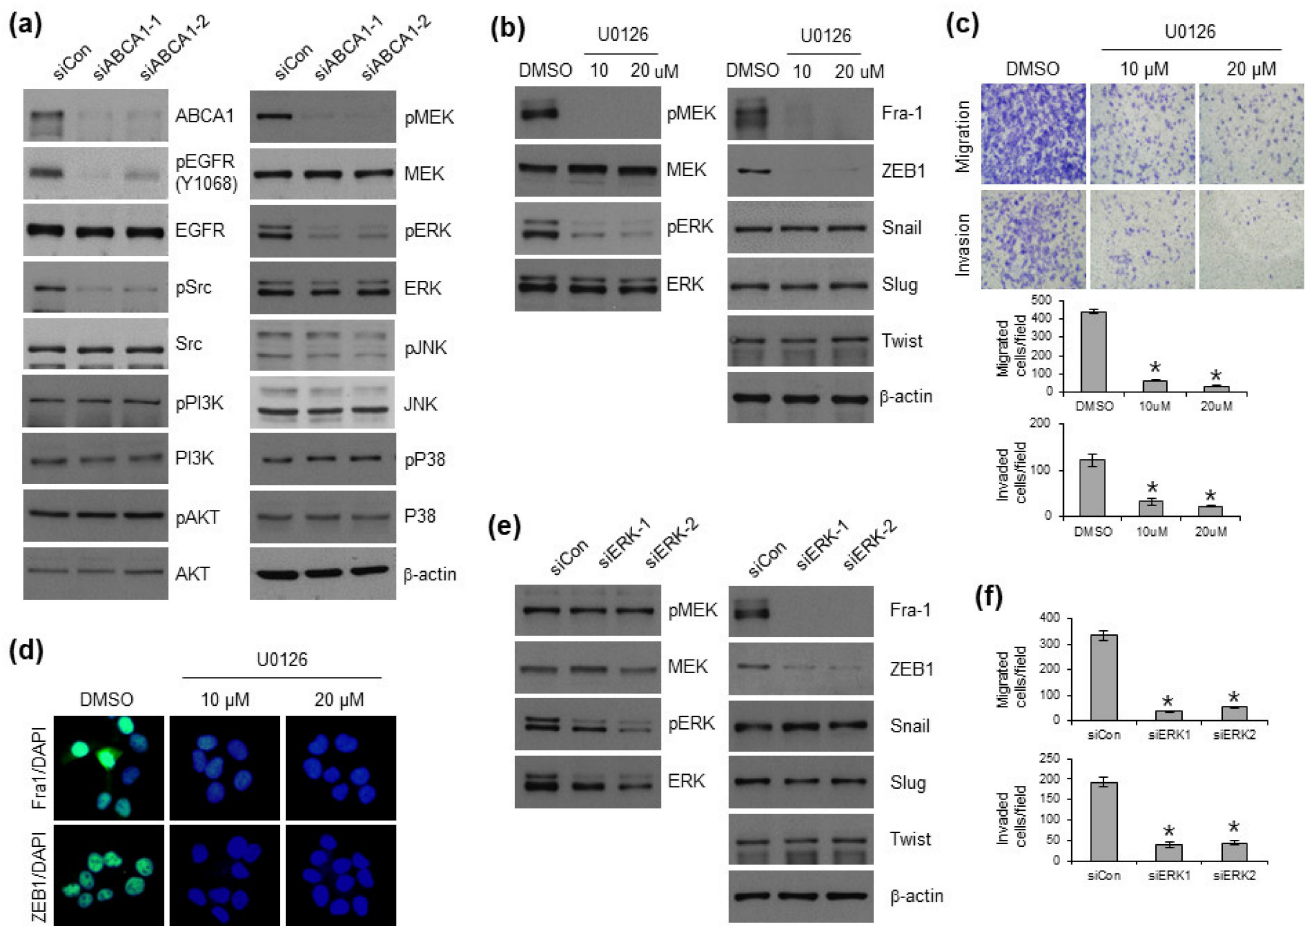 (a)
siCon
siABCA1-1
siABCA1-2
ABCA1
pEGFR
(Y1068)
EGFR
pSrc
Src
pPI3K
PI3K
pAKT
AKT
siCon
siABCA1-1
siABCA1-2
pMEK
MEK
pERK
ERK
pJNK
JNK
pP38
P38
β-actin
(b)
U0126
DMSO 10 20 uM
pMEK
MEK
pERK
ERK
U0126
DMSO 10 20 uM
Fra-1
ZEB1
Snail
Slug
Twist
β-actin
(c)
U0126
DMSO 10 µM 20 µM
Migration
Invasion
Migrated
cells/field
500
400
300
200
100
0
* *
DMSO 10uM 20uM
Invaded
cells/field
200
100
0
* *
DMSO 10uM 20uM
(d)
U0126
DMSO 10 µM 20 µM
Fra1/DAPI
ZEB1/DAPI
(e)
siCon
siERK-1
siERK-2
pMEK
MEK
pERK
ERK
siCon
siERK-1
siERK-2
Fra-1
ZEB1
Snail
Slug
Twist
β-actin
(f)
Migrated
cells/field
400
300
200
100
0
* *
siCon siERK1 siERK2
Invaded
cells/field
250
200
150
100
50
0
* *
siCon siERK1 siERK2